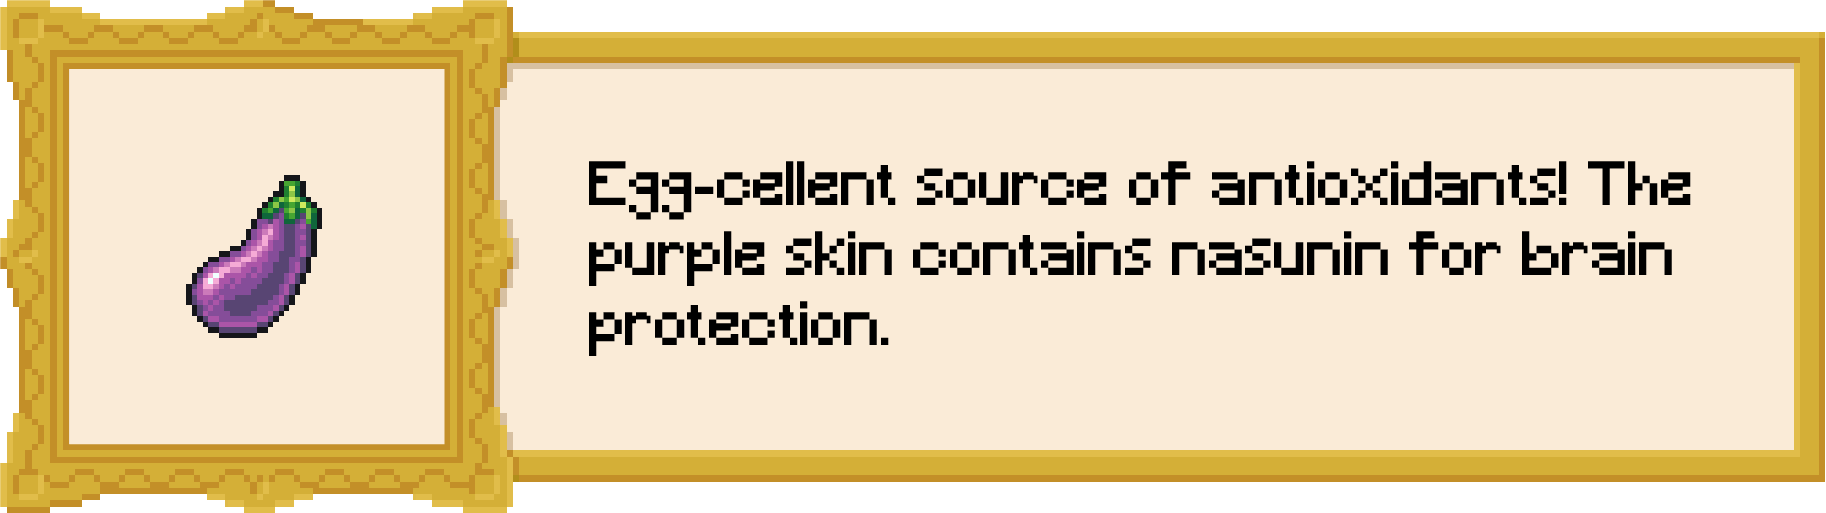 Egg-cellent source of antioxidants! The
purple skin contains nasunin for brain
protection.